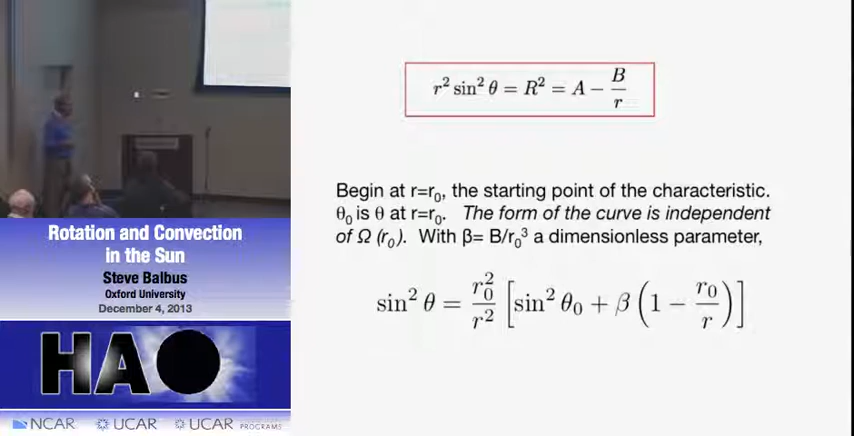 r² sin² θ = R² = A − B/r
Begin at r=r₀, the starting point of the characteristic.
θ₀ is θ at r=r₀. The form of the curve is independent
of Ω (r₀). With β= B/r₀³ a dimensionless parameter,
sin² θ = r₀²/r² [sin² θ₀ + β (1 − r₀/r)]
Rotation and Convection
in the Sun
Steve Balbus
Oxford University
December 4, 2013
HAO
NCAR UCAR UCAR PROGRAMS